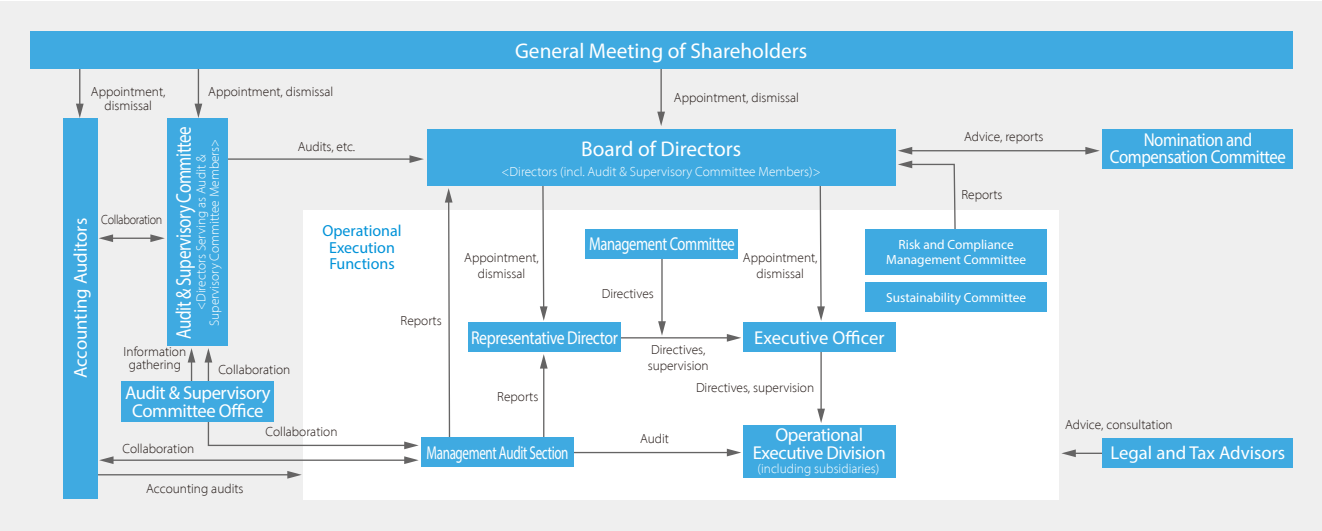 General Meeting of Shareholders
Appointment,
dismissal
Appointment, dismissal
Appointment, dismissal
Accounting Auditors
Audit & Supervisory Committee
<Directors Serving as Audit &
Supervisory Committee Members>
Audits, etc.
Board of Directors
<Directors (incl. Audit & Supervisory Committee Members)>
Advice, reports
Nomination and
Compensation Committee
Collaboration
Reports
Operational
Execution
Functions
Management Committee
Risk and Compliance
Management Committee
Sustainability Committee
Appointment,
dismissal
Appointment,
dismissal
Directives
Reports
Representative Director
Directives,
supervision
Executive Officer
Information
gathering
Collaboration
Audit & Supervisory
Committee Office
Directives, supervision
Reports
Collaboration
Collaboration
Management Audit Section
Audit
Operational
Executive Division
(including subsidiaries)
Advice, consultation
Legal and Tax Advisors
Accounting audits